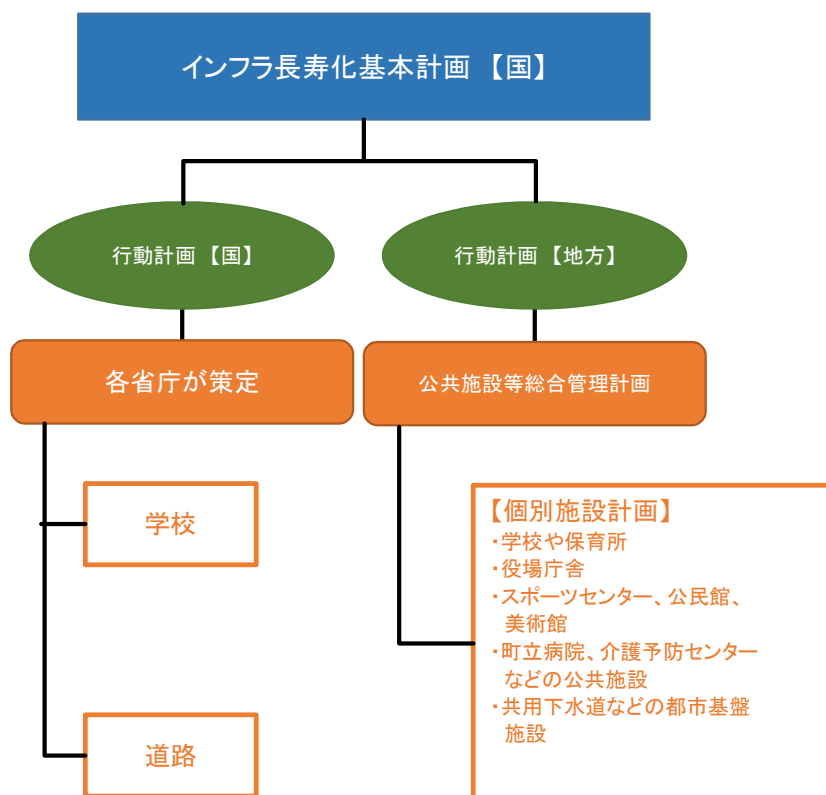 インフラ長寿化基本計画 【国】
行動計画 【国】
行動計画 【地方】
各省庁が策定
公共施設等総合管理計画
学校
道路
【個別施設計画】
・学校や保育所
・役場庁舎
・スポーツセンター、公民館、
美術館
・町立病院、介護予防センター
などの公共施設
・共用下水道などの都市基盤
施設